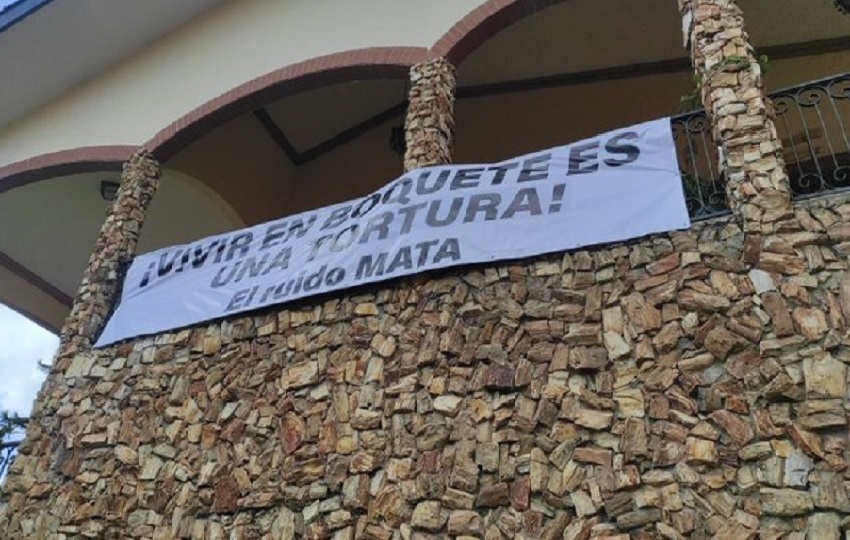 ¡VIVIR EN BOQUETE ES
UNA TORTURA!
El ruido MATA